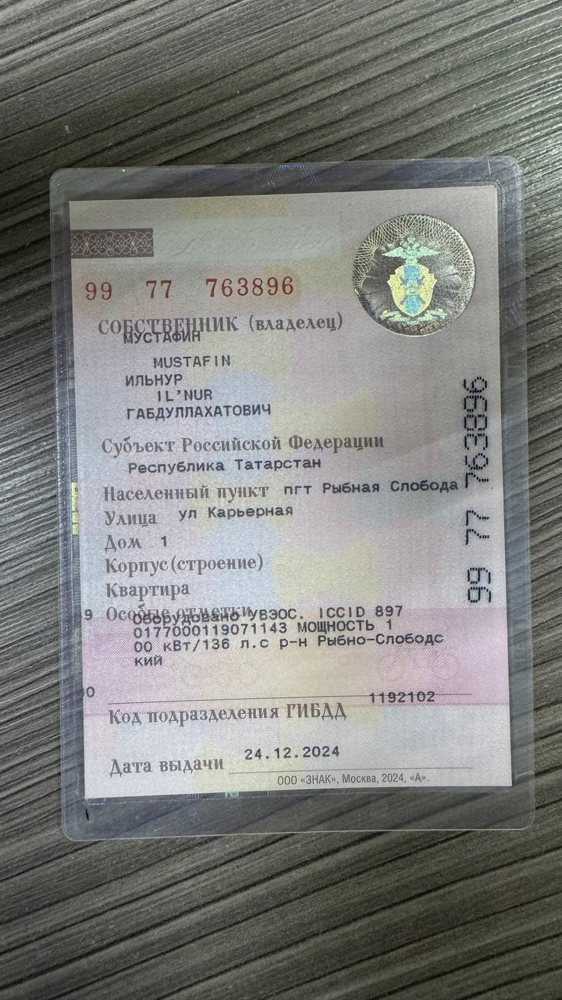 99 77 763896
СОБСТВЕННИК (владелец)
МУСТАФИН
MUSTAFIN
ИЛЬНУР
IL'NUR
ГАБДУЛЛАХАТОВИЧ
Субъект Российской Федерации
Республика Татарстан
Населенный пункт пгт Рыбная Слобода
Улица ул Карьерная
Дом 1
Корпус (строение)
Квартира
Особые отметки
Оборудовано УВЭОС. ICCID 897
0177000119071143 МОЩНОСТЬ 1
00 кВт/136 л.с р-н Рыбно-Слободс
кий
1192102
Код подразделения ГИБДД
Дата выдачи 24.12.2024
ООО «ЗНАК», Москва, 2024, «А».
99 77 763896